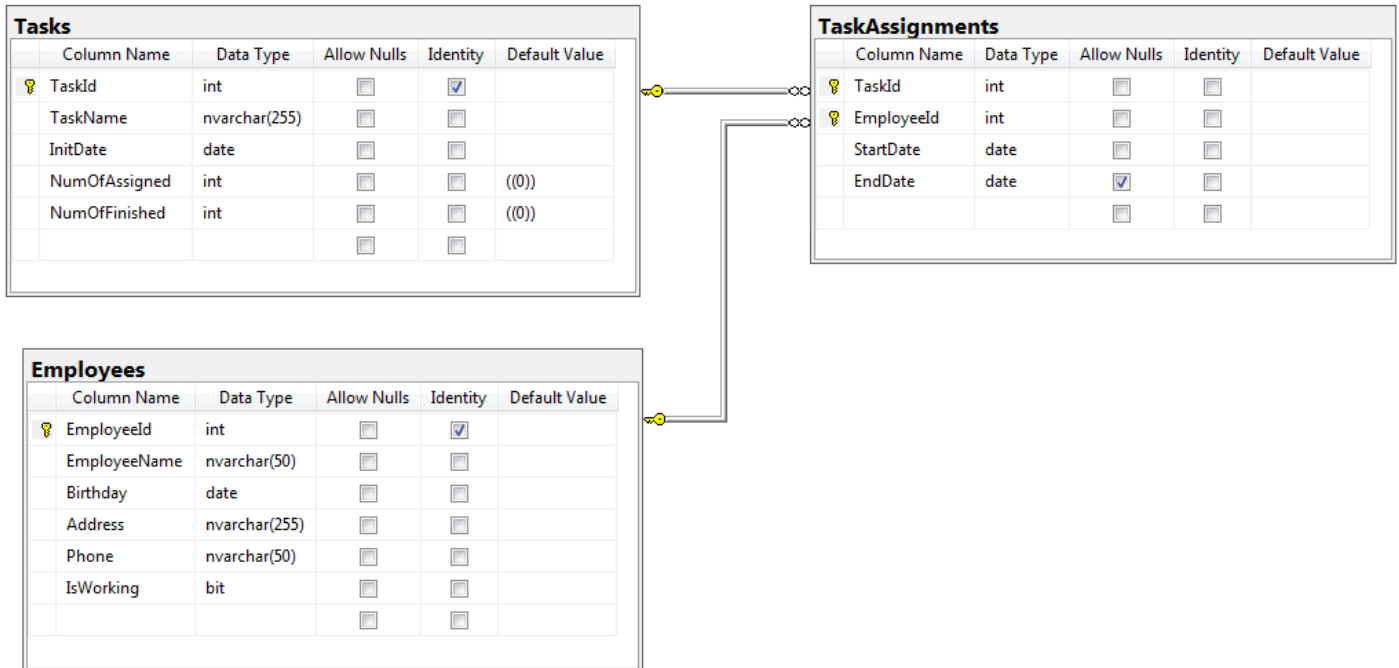 Tasks
Column Name Data Type Allow Nulls Identity Default Value
TaskId int
TaskName nvarchar(255)
InitDate date
NumOfAssigned int ((0))
NumOfFinished int ((0))
TaskAssignments
Column Name Data Type Allow Nulls Identity Default Value
TaskId int
EmployeeId int
StartDate date
EndDate date
Employees
Column Name Data Type Allow Nulls Identity Default Value
EmployeeId int
EmployeeName nvarchar(50)
Birthday date
Address nvarchar(255)
Phone nvarchar(50)
IsWorking bit